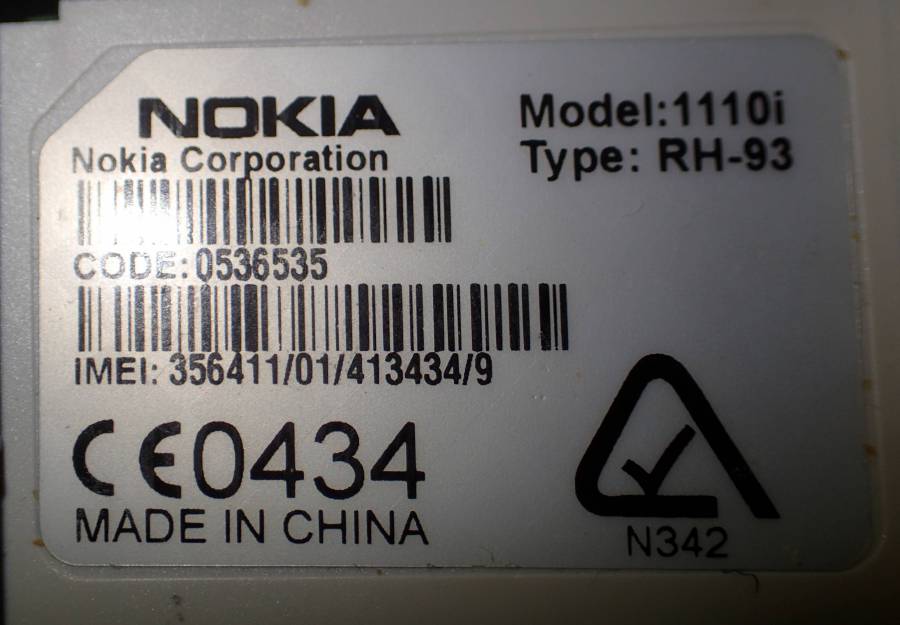 NOKIA
Nokia Corporation
Model:1110i
Type: RH-93
CODE:0536535
IMEI: 356411/01/413434/9
CE0434
MADE IN CHINA
N342